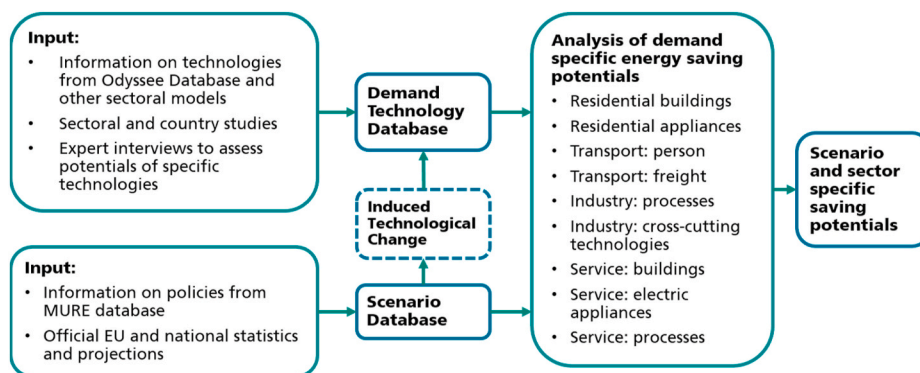 Input:
• Information on technologies
from Odyssee Database and
other sectoral models
• Sectoral and country studies
• Expert interviews to assess
potentials of specific
technologies
Input:
• Information on policies from
MURE database
• Official EU and national statistics
and projections
Demand
Technology
Database
Induced
Technological
Change
Scenario
Database
Analysis of demand
specific energy saving
potentials
• Residential buildings
• Residential appliances
• Transport: person
• Transport: freight
• Industry: processes
• Industry: cross-cutting
technologies
• Service: buildings
• Service: electric
appliances
• Service: processes
Scenario
and sector
specific
saving
potentials